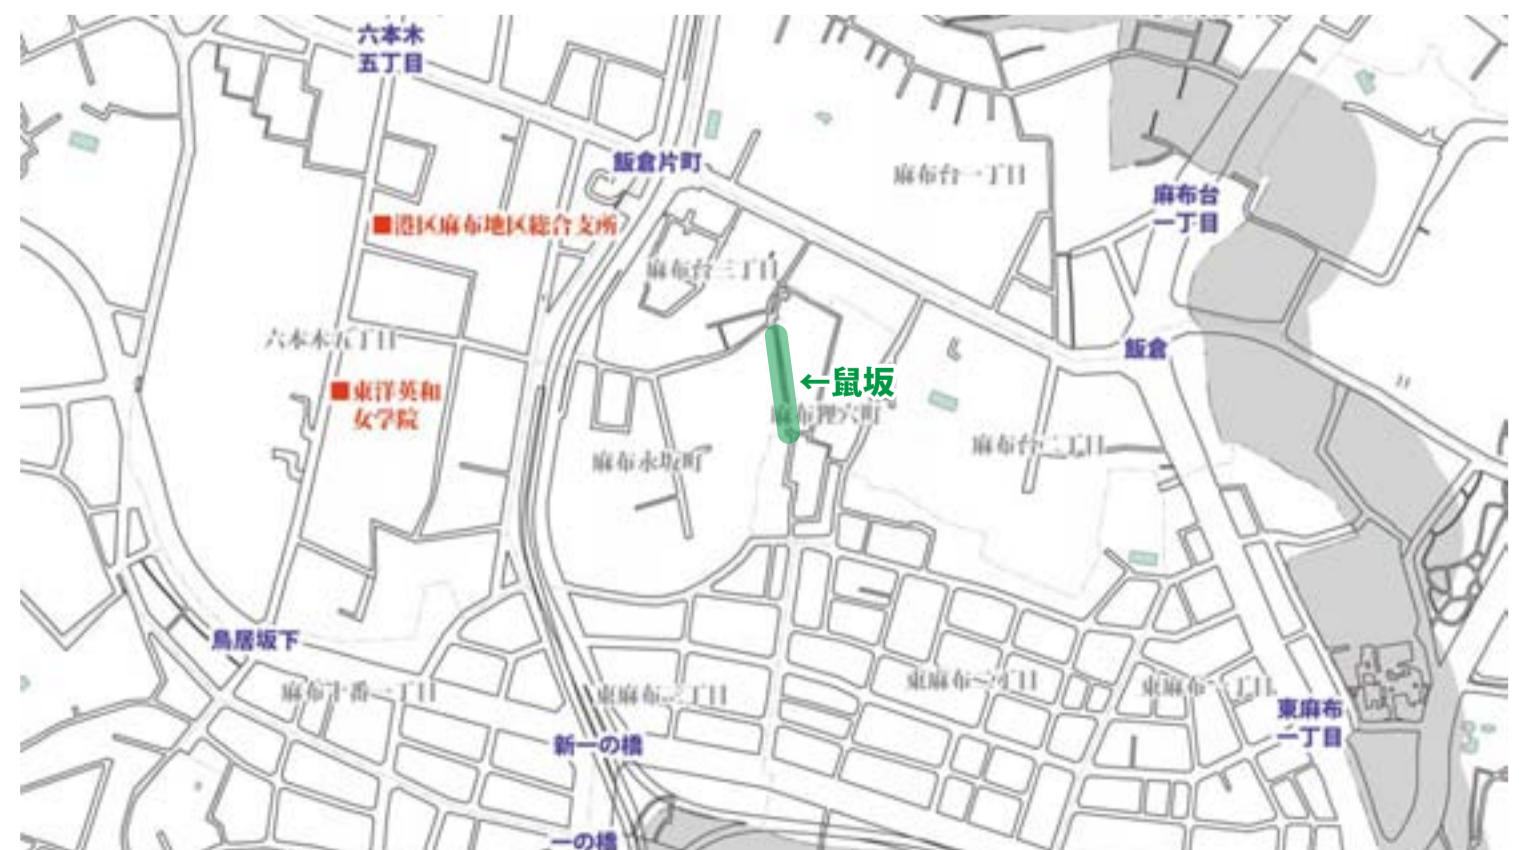 六本木
五丁目
飯倉片町
麻布台一丁目
麻布台
一丁目
■港区麻布地区総合支所
麻布台三丁目
六本木五丁目
飯倉
■東洋英和
女学院
←鼠坂
麻布狸穴町
麻布永坂町
麻布台二丁目
鳥居坂下
麻布十番一丁目
東麻布三丁目
東麻布二丁目
東麻布一丁目
東麻布
一丁目
新一の橋
一の橋